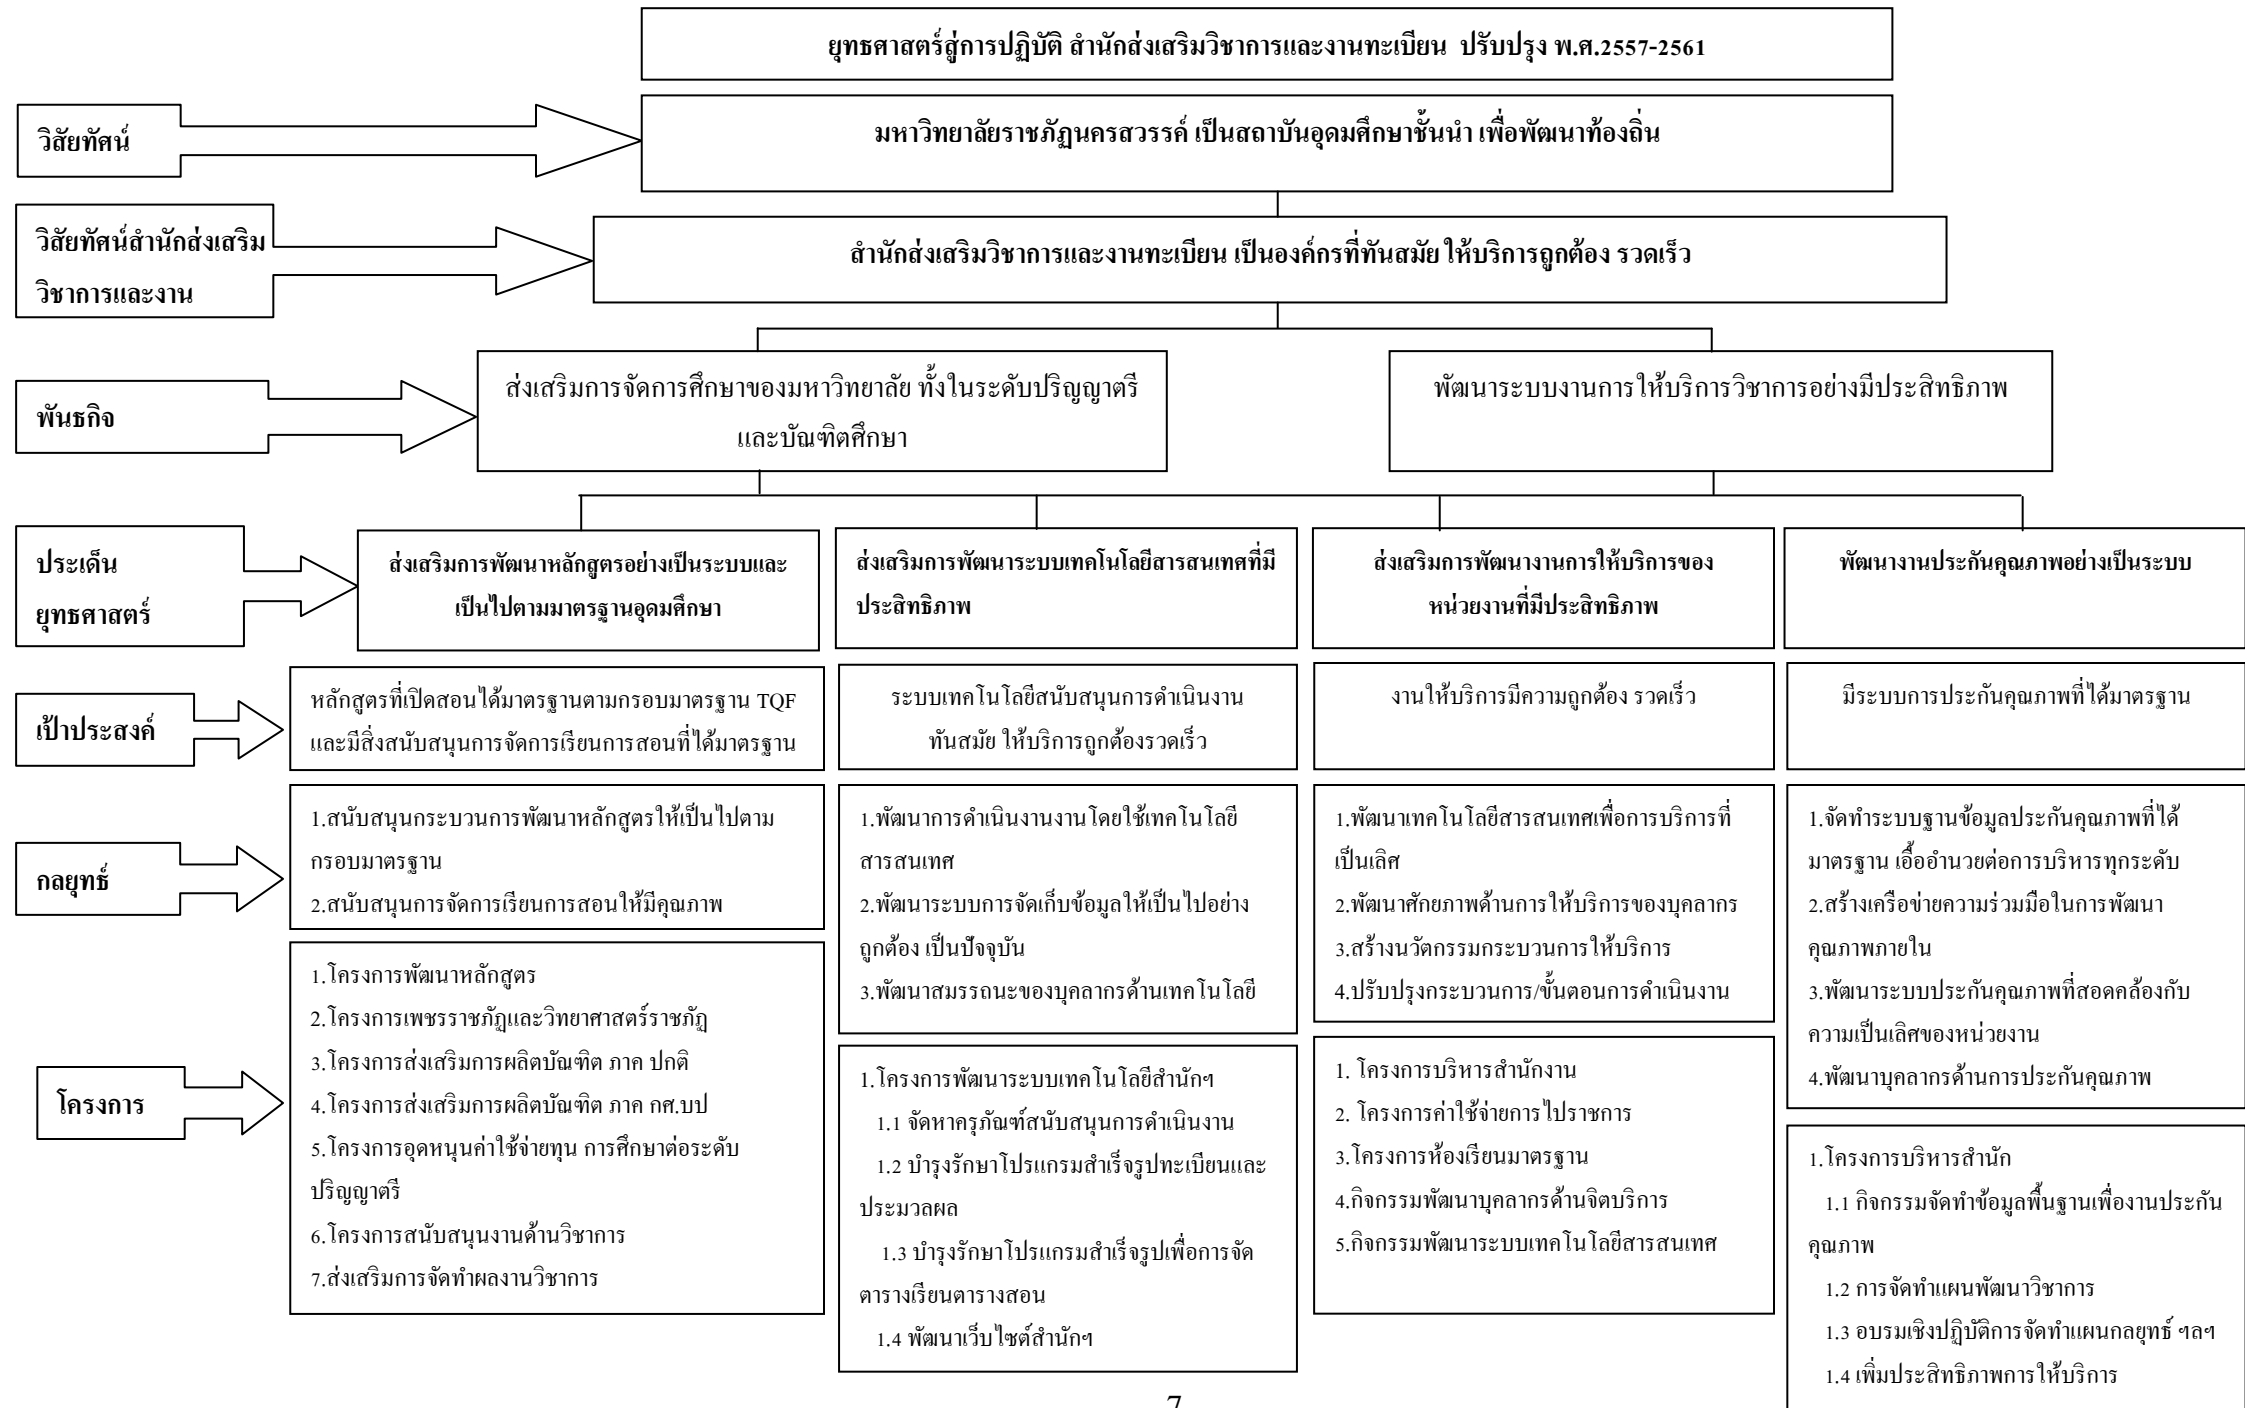 ยุทธศาสตร์สู่การปฏิบัติ สำนักส่งเสริมวิชาการและงานทะเบียน ปรับปรุง พ.ศ.2557-2561
วิสัยทัศน์
มหาวิทยาลัยราชภัฏนครสวรรค์ เป็นสถาบันอุดมศึกษาชั้นนำ เพื่อพัฒนาท้องถิ่น
วิสัยทัศน์สำนักส่งเสริม
วิชาการและงาน
สำนักส่งเสริมวิชาการและงานทะเบียน เป็นองค์กรที่ทันสมัย ให้บริการถูกต้อง รวดเร็ว
พันธกิจ
ส่งเสริมการจัดการศึกษาของมหาวิทยาลัย ทั้งในระดับปริญญาตรี
และบัณฑิตศึกษา
พัฒนาระบบงานการให้บริการวิชาการอย่างมีประสิทธิภาพ
ประเด็น
ยุทธศาสตร์
ส่งเสริมการพัฒนาหลักสูตรอย่างเป็นระบบและ
เป็นไปตามมาตรฐานอุดมศึกษา
ส่งเสริมการพัฒนาระบบเทคโนโลยีสารสนเทศที่มี
ประสิทธิภาพ
ส่งเสริมการพัฒนางานการให้บริการของ
หน่วยงานที่มีประสิทธิภาพ
พัฒนางานประกันคุณภาพอย่างเป็นระบบ
เป้าประสงค์
หลักสูตรที่เปิดสอนได้มาตรฐานตามกรอบมาตรฐาน TQF
และมีสิ่งสนับสนุนการจัดการเรียนการสอนที่ได้มาตรฐาน
ระบบเทคโนโลยีสนับสนุนการดำเนินงาน
ทันสมัย ให้บริการถูกต้องรวดเร็ว
งานให้บริการมีความถูกต้อง รวดเร็ว
มีระบบการประกันคุณภาพที่ได้มาตรฐาน
กลยุทธ์
1.สนับสนุนกระบวนการพัฒนาหลักสูตรให้เป็นไปตาม
กรอบมาตรฐาน
2.สนับสนุนการจัดการเรียนการสอนให้มีคุณภาพ
1.พัฒนาการดำเนินงานงานโดยใช้เทคโนโลยี
สารสนเทศ
2.พัฒนาระบบการจัดเก็บข้อมูลให้เป็นไปอย่าง
ถูกต้อง เป็นปัจจุบัน
3.พัฒนาสมรรถนะของบุคลากรด้านเทคโนโลยี
1.พัฒนาเทคโนโลยีสารสนเทศเพื่อการบริการที่
เป็นเลิศ
2.พัฒนาศักยภาพด้านการให้บริการของบุคลากร
3.สร้างนวัตกรรมกระบวนการให้บริการ
4.ปรับปรุงกระบวนการ/ขั้นตอนการดำเนินงาน
1.จัดทำระบบฐานข้อมูลประกันคุณภาพที่ได้
มาตรฐาน เอื้ออำนวยต่อการบริหารทุกระดับ
2.สร้างเครือข่ายความร่วมมือในการพัฒนา
คุณภาพภายใน
3.พัฒนาระบบประกันคุณภาพที่สอดคล้องกับ
ความเป็นเลิศของหน่วยงาน
4.พัฒนาบุคลากรด้านการประกันคุณภาพ
โครงการ
1.โครงการพัฒนาหลักสูตร
2.โครงการเพชรราชภัฏและวิทยาศาสตร์ราชภัฏ
3.โครงการส่งเสริมการผลิตบัณฑิต ภาค ปกติ
4.โครงการส่งเสริมการผลิตบัณฑิต ภาค กศ.บป
5.โครงการอุดหนุนค่าใช้จ่ายทุน การศึกษาต่อระดับ
ปริญญาตรี
6.โครงการสนับสนุนงานด้านวิชาการ
7.ส่งเสริมการจัดทำผลงานวิชาการ
1.โครงการพัฒนาระบบเทคโนโลยีสำนักฯ
1.1 จัดหาครุภัณฑ์สนับสนุนการดำเนินงาน
1.2 บำรุงรักษาโปรแกรมสำเร็จรูปทะเบียนและ
ประมวลผล
1.3 บำรุงรักษาโปรแกรมสำเร็จรูปเพื่อการจัด
ตารางเรียนตารางสอน
1.4 พัฒนาเว็บไซต์สำนักฯ
1. โครงการบริหารสำนักงาน
2. โครงการค่าใช้จ่ายการไปราชการ
3.โครงการห้องเรียนมาตรฐาน
4.กิจกรรมพัฒนาบุคลากรด้านจิตบริการ
5.กิจกรรมพัฒนาระบบเทคโนโลยีสารสนเทศ
1.โครงการบริหารสำนัก
1.1 กิจกรรมจัดทำข้อมูลพื้นฐานเพื่องานประกัน
คุณภาพ
1.2 การจัดทำแผนพัฒนาวิชาการ
1.3 อบรมเชิงปฏิบัติการจัดทำแผนกลยุทธ์ ฯลฯ
1.4 เพิ่มประสิทธิภาพการให้บริการ
7